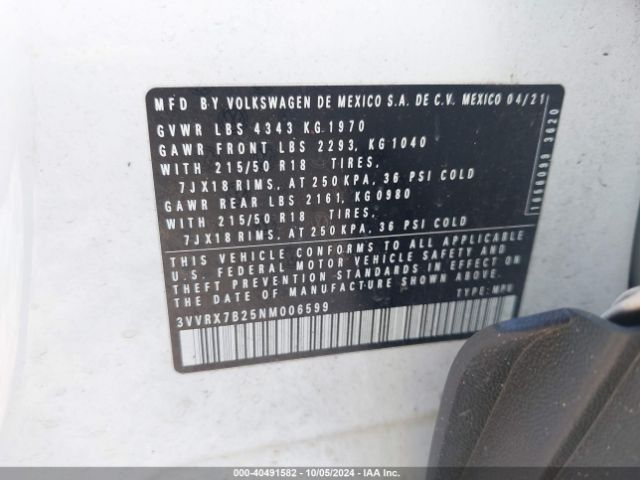 MFD BY VOLKSWAGEN DE MEXICO S.A. DE C.V. MEXICO 04/21
GVWR LBS 4343 KG 1970
GAWR FRONT LBS 2293, KG 1040
WITH 215/50 R18 TIRES,
7JX18 RIMS, AT 250 KPA, 36 PSI COLD
GAWR REAR LBS 2161, KG 0980
WITH 215/50 R18 TIRES,
7JX18 RIMS, AT 250 KPA, 36 PSI COLD
THIS VEHICLE CONFORMS TO ALL APPLICABLE
U.S. FEDERAL MOTOR VEHICLE SAFETY AND
THEFT PREVENTION STANDARDS IN EFFECT ON
THE DATE OF MANUFACTURE SHOWN ABOVE.
3VVRX7B25NM006599 TYPE: MPV
3620
000-40491582 - 10/05/2024 - IAA Inc.